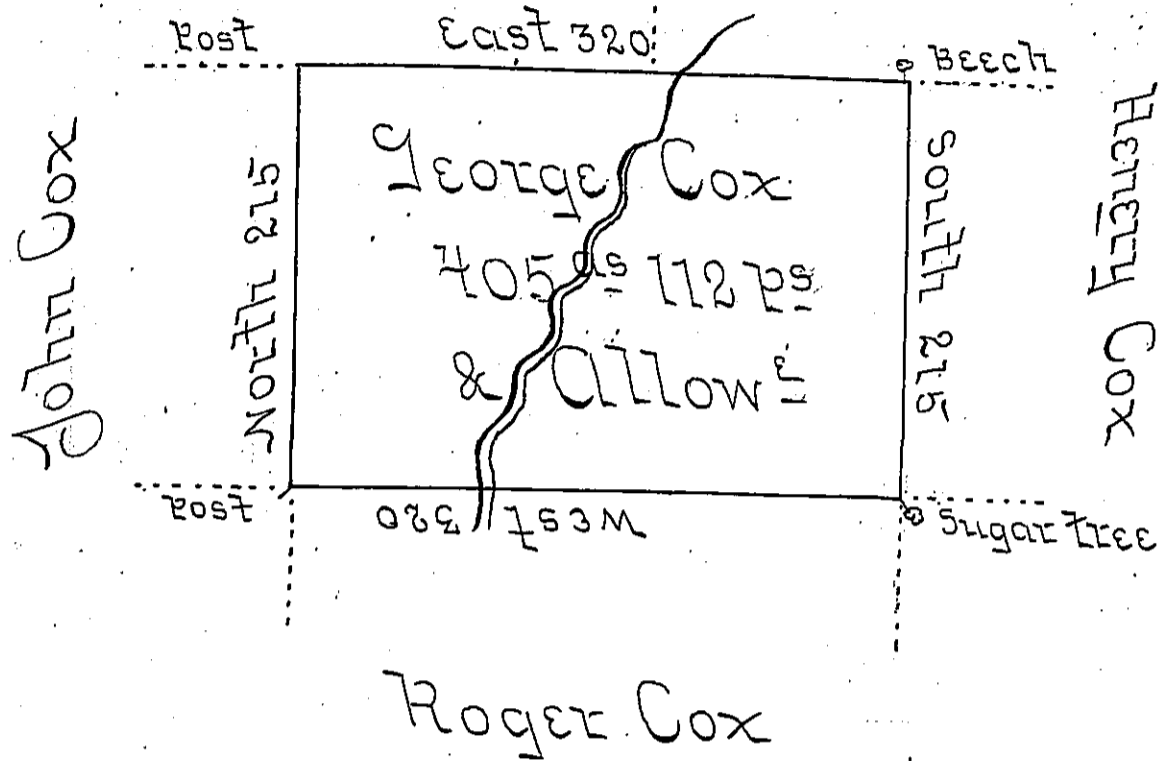 Post
East 320
Beech
John Cox
North 215
George Cox
405 as 112 ps
& Allowe
South 215
Henery Cox
Post
West 320
Sugar tree
Roger Cox